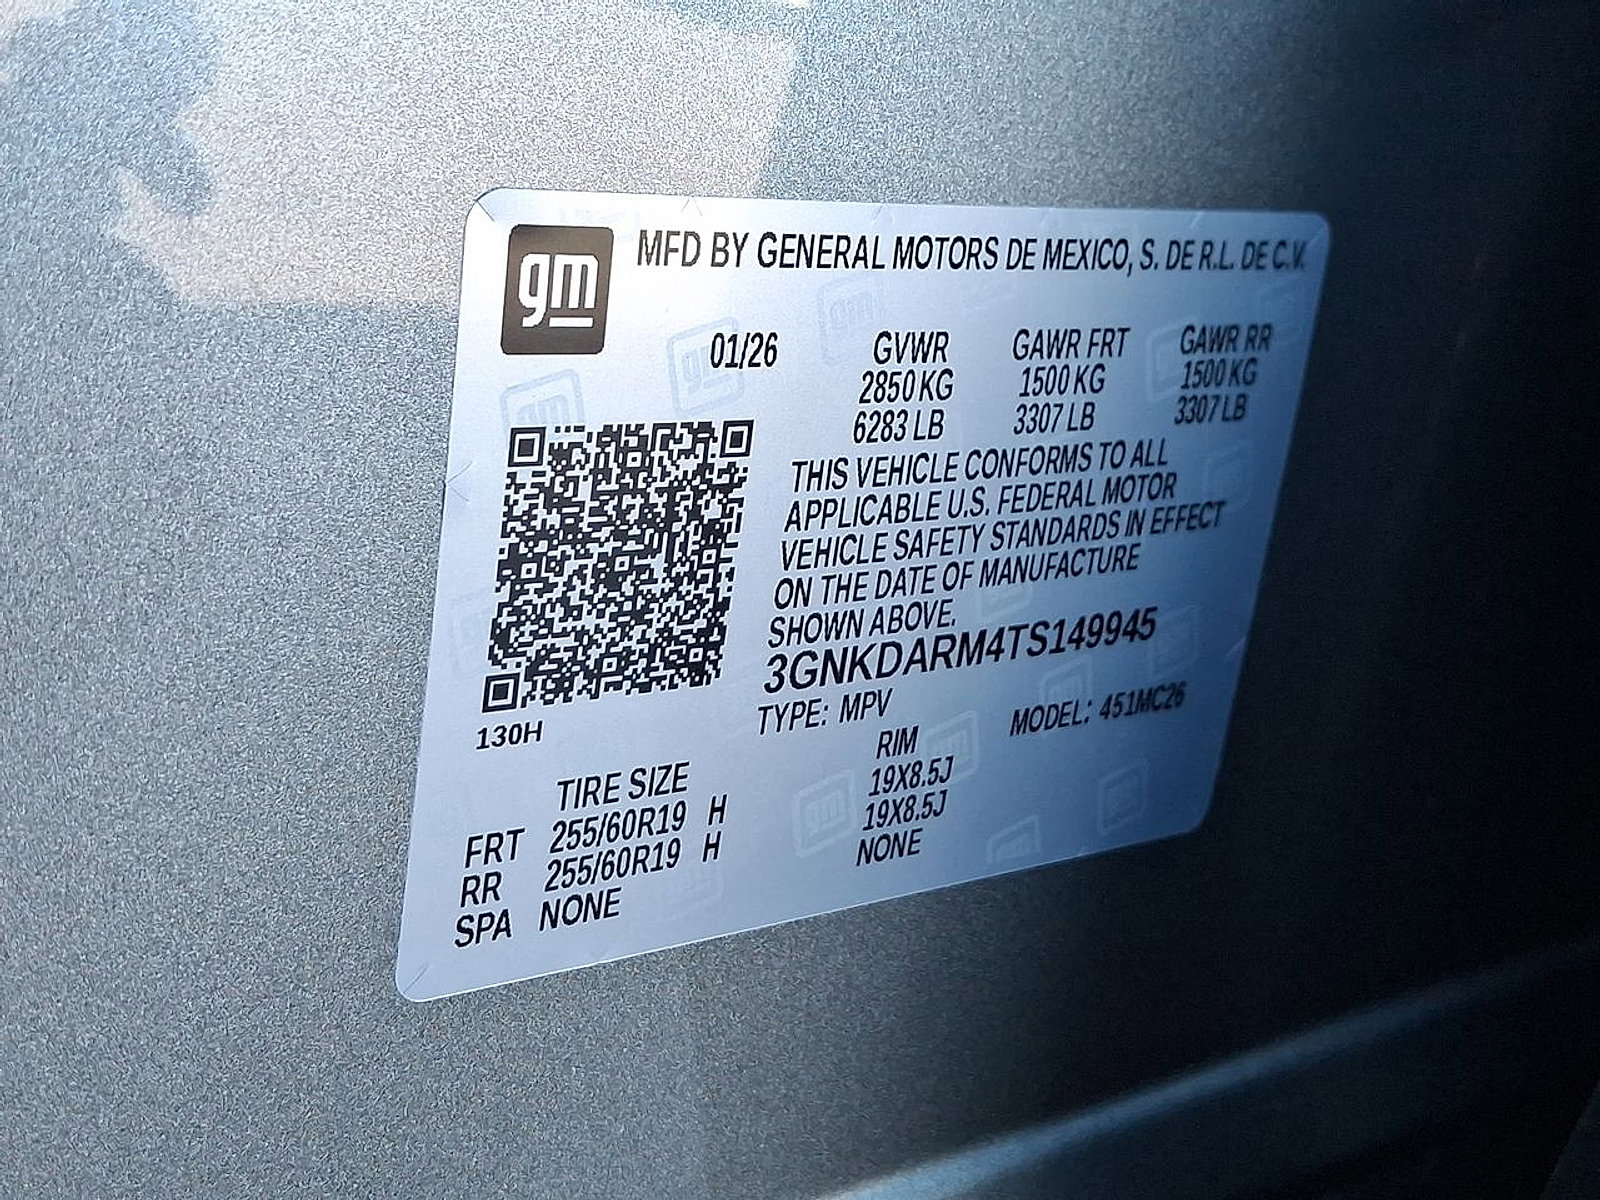 gm
MFD BY GENERAL MOTORS DE MEXICO, S. DE R.L. DE C.V.
01/26 GVWR GAWR FRT GAWR RR
2850 KG 1500 KG 1500 KG
6283 LB 3307 LB 3307 LB
THIS VEHICLE CONFORMS TO ALL
APPLICABLE U.S. FEDERAL MOTOR
VEHICLE SAFETY STANDARDS IN EFFECT
ON THE DATE OF MANUFACTURE
SHOWN ABOVE.
3GNKDARM4TS149945
TYPE: MPV MODEL: 451MC26
130H
TIRE SIZE RIM
FRT 255/60R19 H 19X8.5J
RR 255/60R19 H 19X8.5J
SPA NONE NONE